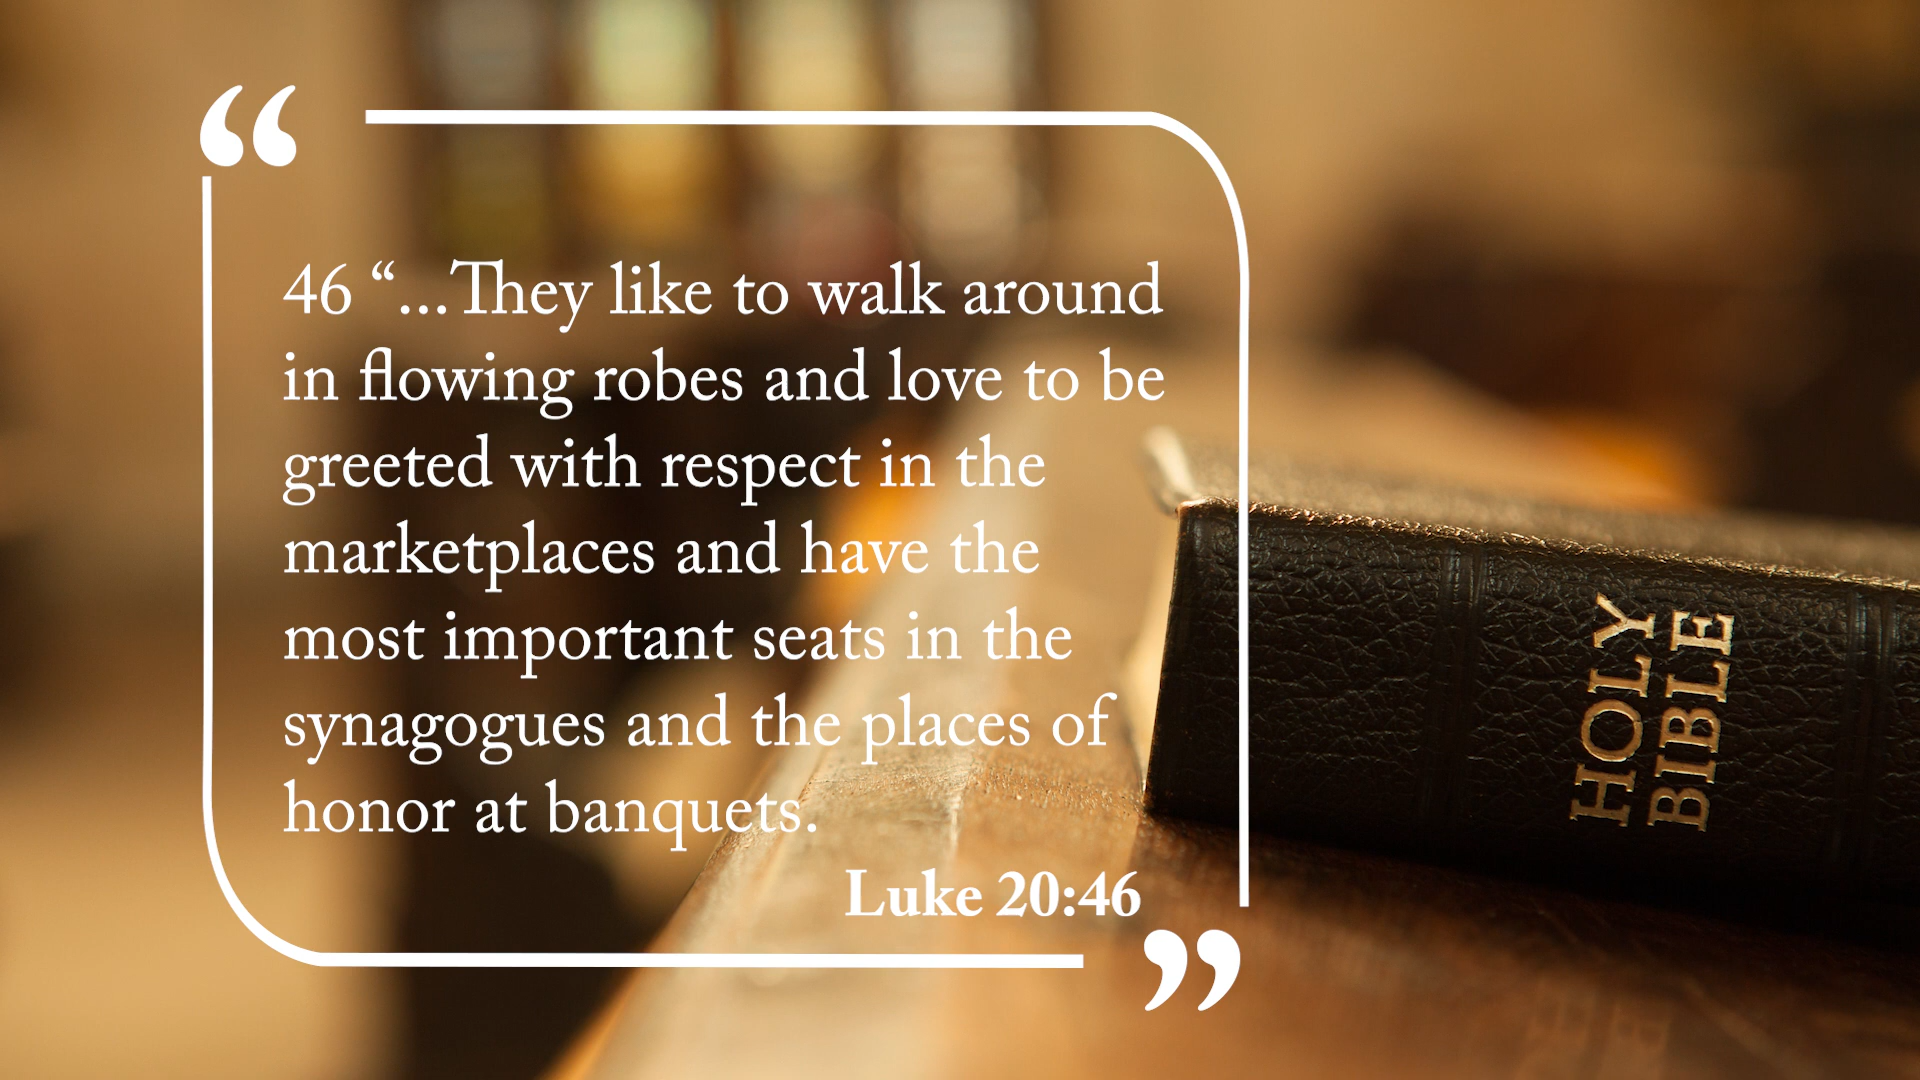 “
46 “...They like to walk around
in flowing robes and love to be
greeted with respect in the
marketplaces and have the
most important seats in the
synagogues and the places of
honor at banquets.
Luke 20:46
”
HOLY
BIBLE